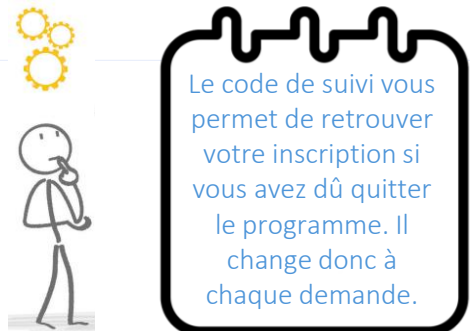 Le code de suivi vous
permet de retrouver
votre inscription si
vous avez dû quitter
le programme. Il
change donc à
chaque demande.